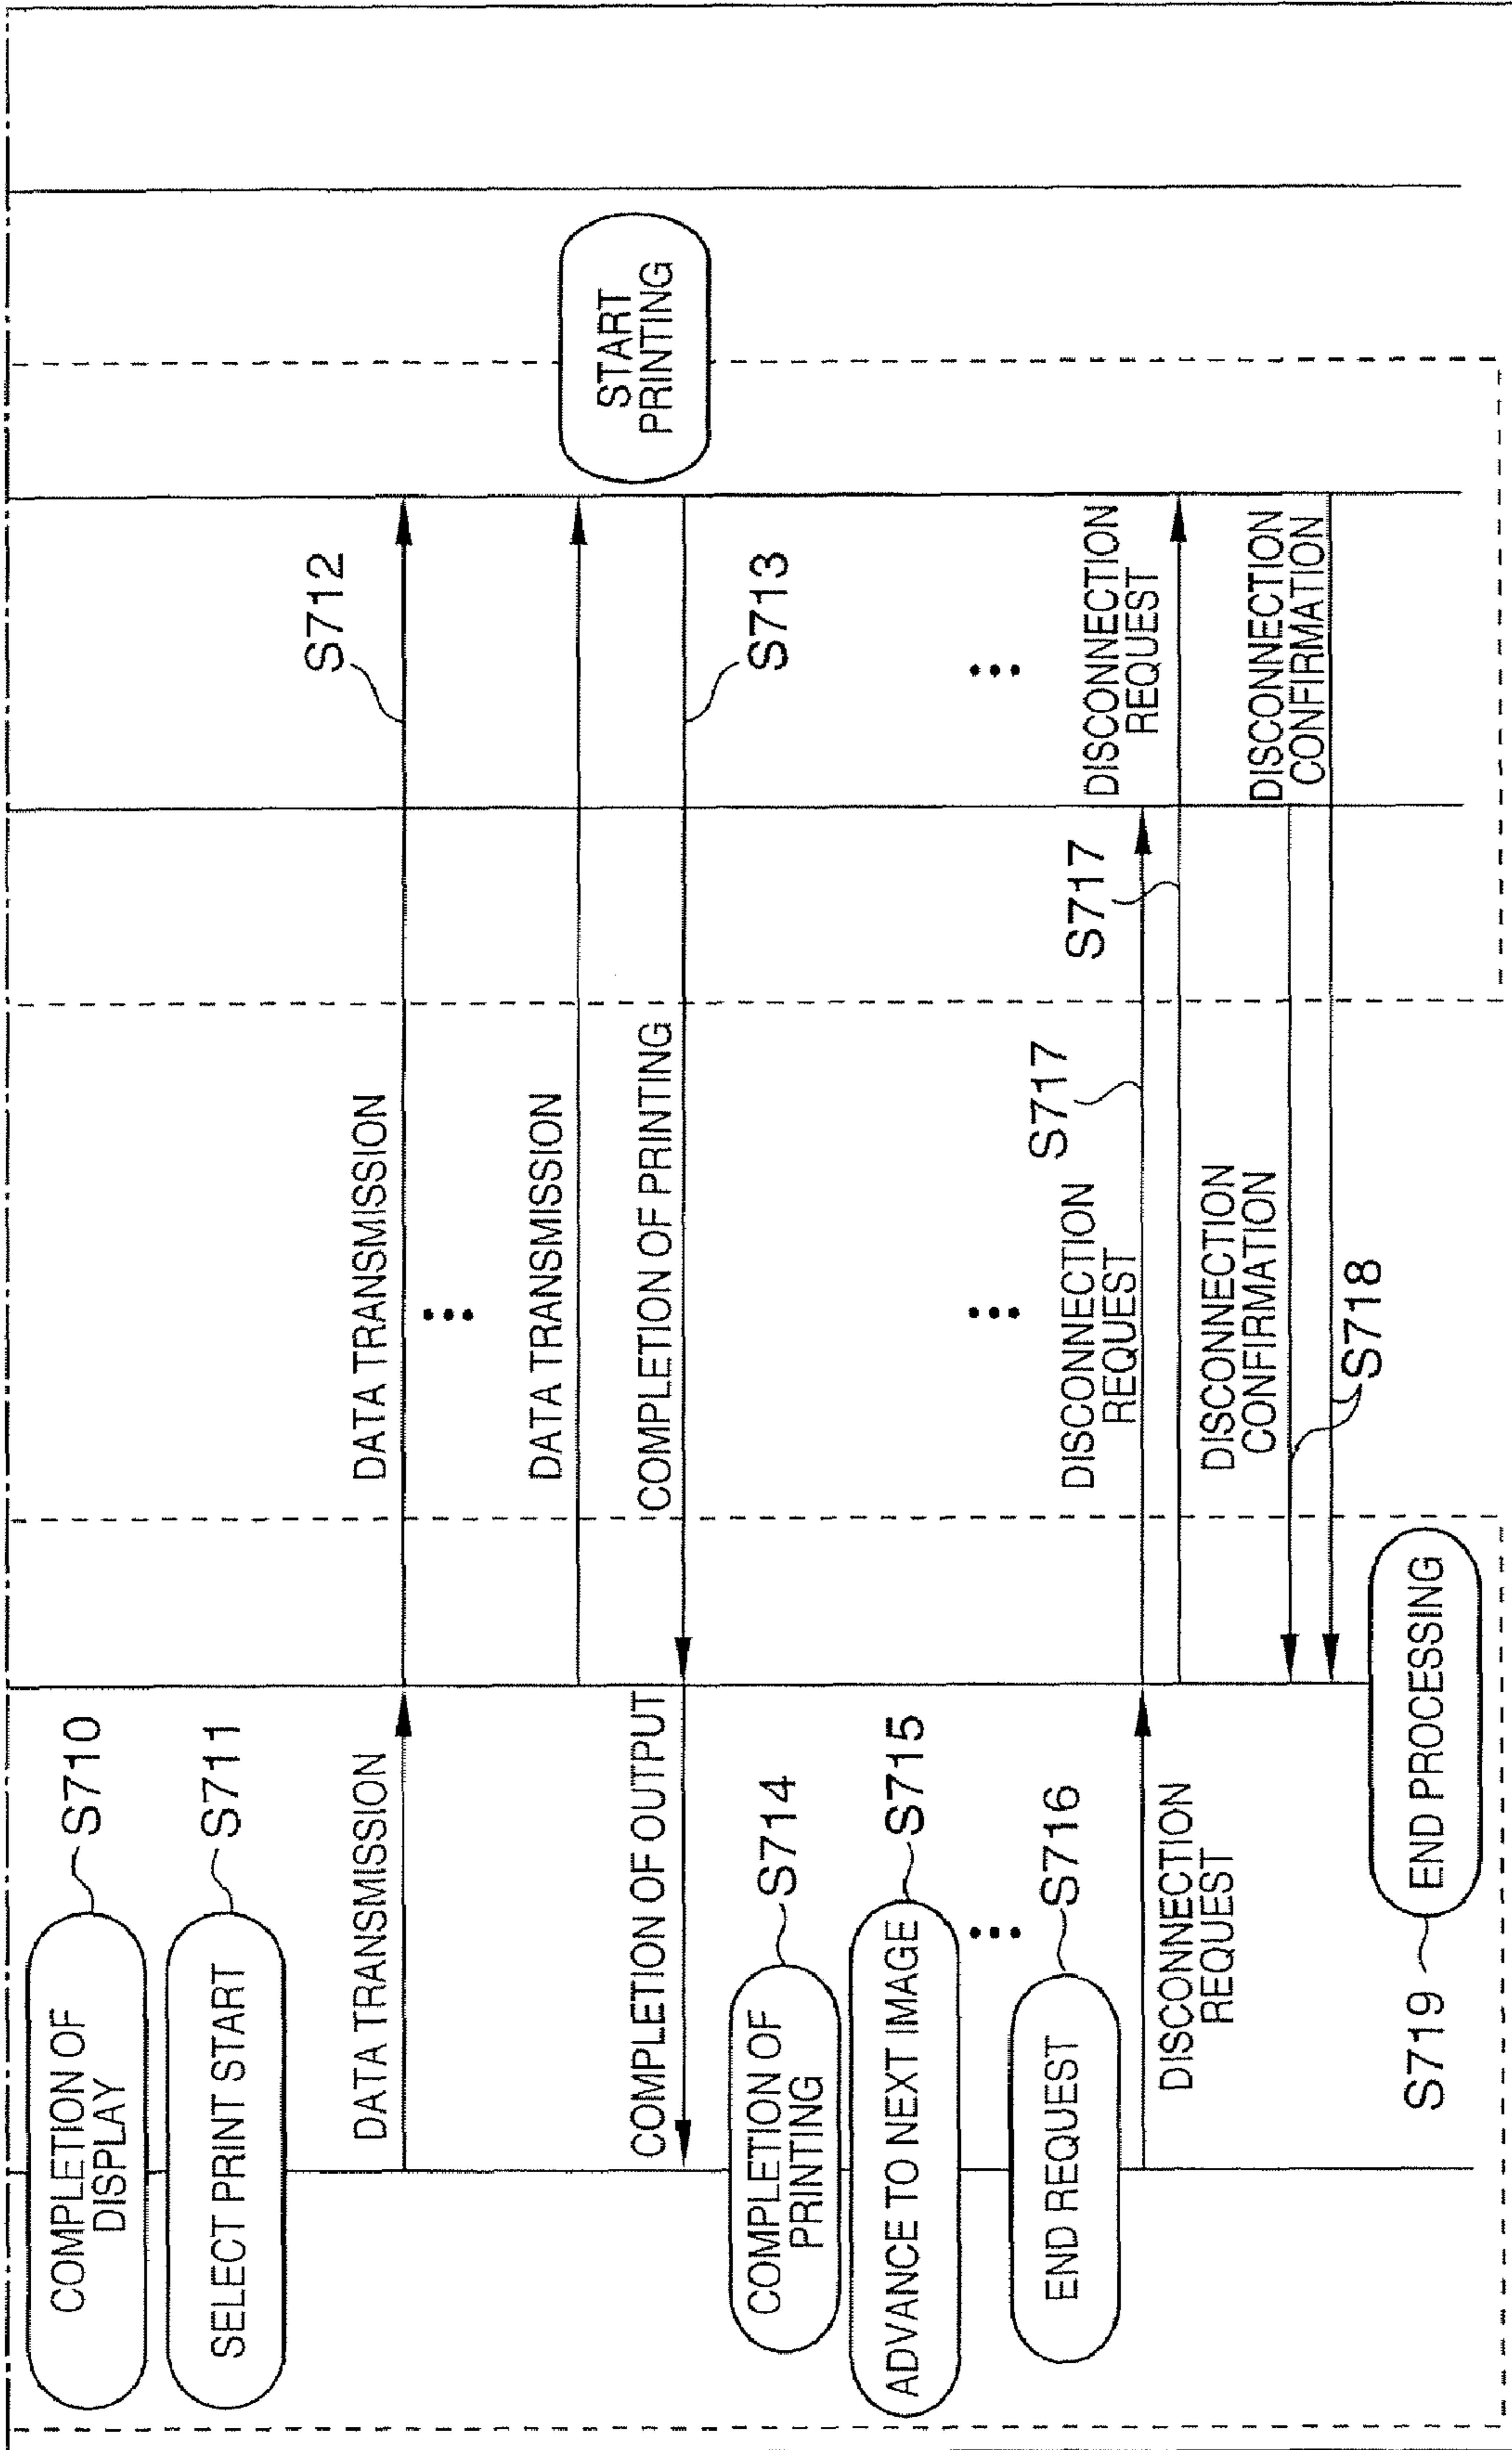 COMPLETION OF
DISPLAY
S710
SELECT PRINT START
S711
DATA TRANSMISSION
DATA TRANSMISSION
S712
...
DATA TRANSMISSION
START
PRINTING
COMPLETION OF OUTPUT
COMPLETION OF PRINTING
S713
COMPLETION OF
PRINTING
S714
ADVANCE TO NEXT IMAGE
S715
...
...
...
END REQUEST
S716
DISCONNECTION
REQUEST
DISCONNECTION
REQUEST
S717
S717
DISCONNECTION
REQUEST
DISCONNECTION
CONFIRMATION
DISCONNECTION
CONFIRMATION
S718
S719
END PROCESSING